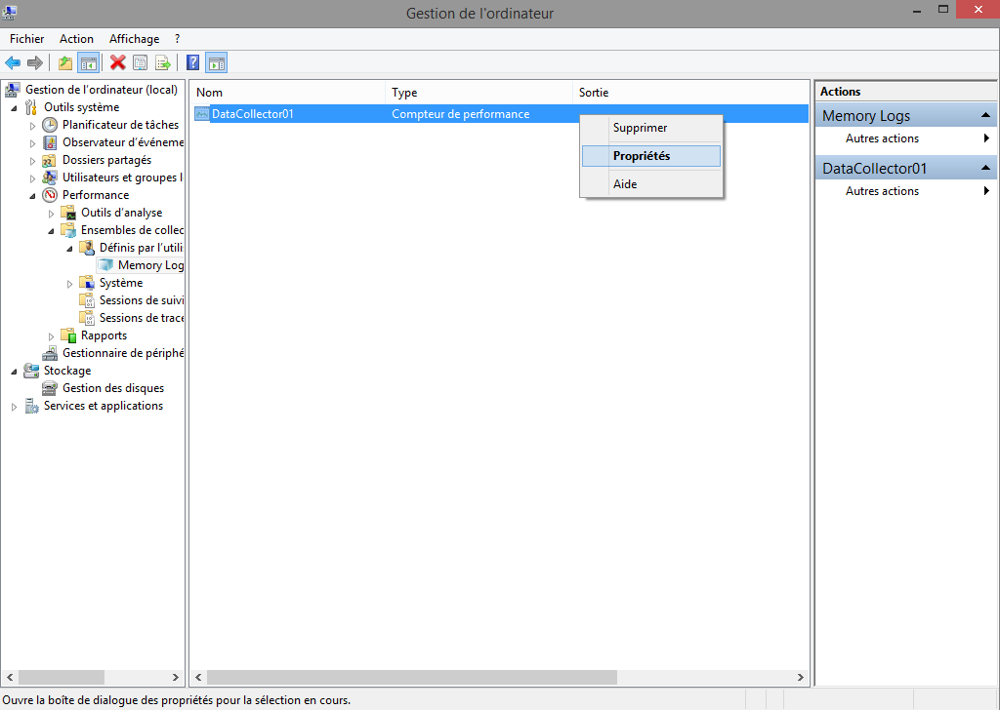 Gestion de l'ordinateur
Fichier Action Affichage ?
Gestion de l'ordinateur (local)
Outils système
Planificateur de tâches
Observateur d'événeme
Dossiers partagés
Utilisateurs et groupes l
Performance
Outils d'analyse
Ensembles de collec
Définis par l'utili
Memory Log
Système
Sessions de suivi
Sessions de trace
Rapports
Gestionnaire de périphé
Stockage
Gestion des disques
Services et applications
Nom Type Sortie
DataCollector01 Compteur de performance
Supprimer
Propriétés
Aide
Actions
Memory Logs
Autres actions
DataCollector01
Autres actions
Ouvre la boîte de dialogue des propriétés pour la sélection en cours.